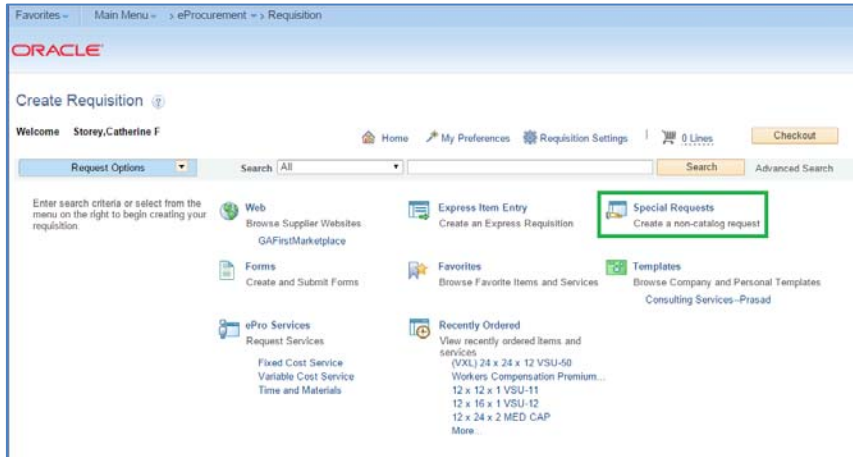 Favorites Main Menu > eProcurement > Requisition
ORACLE
Create Requisition ?
Welcome Storey,Catherine F
Home My Preferences Requisition Settings 0 Lines Checkout
Request Options Search All Search Advanced Search
Enter search criteria or select from the
menu on the right to begin creating your
requisition.
Web
Browse Supplier Websites
GAFirstMarketplace
Express Item Entry
Create an Express Requisition
Special Requests
Create a non-catalog request
Forms
Create and Submit Forms
Favorites
Browse Favorite Items and Services
Templates
Browse Company and Personal Templates
Consulting Services--Prasad
ePro Services
Request Services
Fixed Cost Service
Variable Cost Service
Time and Materials
Recently Ordered
View recently ordered items and
services
(VXL) 24 x 24 x 12 VSU-50
Workers Compensation Premium...
12 x 12 x 1 VSU-11
12 x 16 x 1 VSU-12
12 x 24 x 2 MED CAP
More...